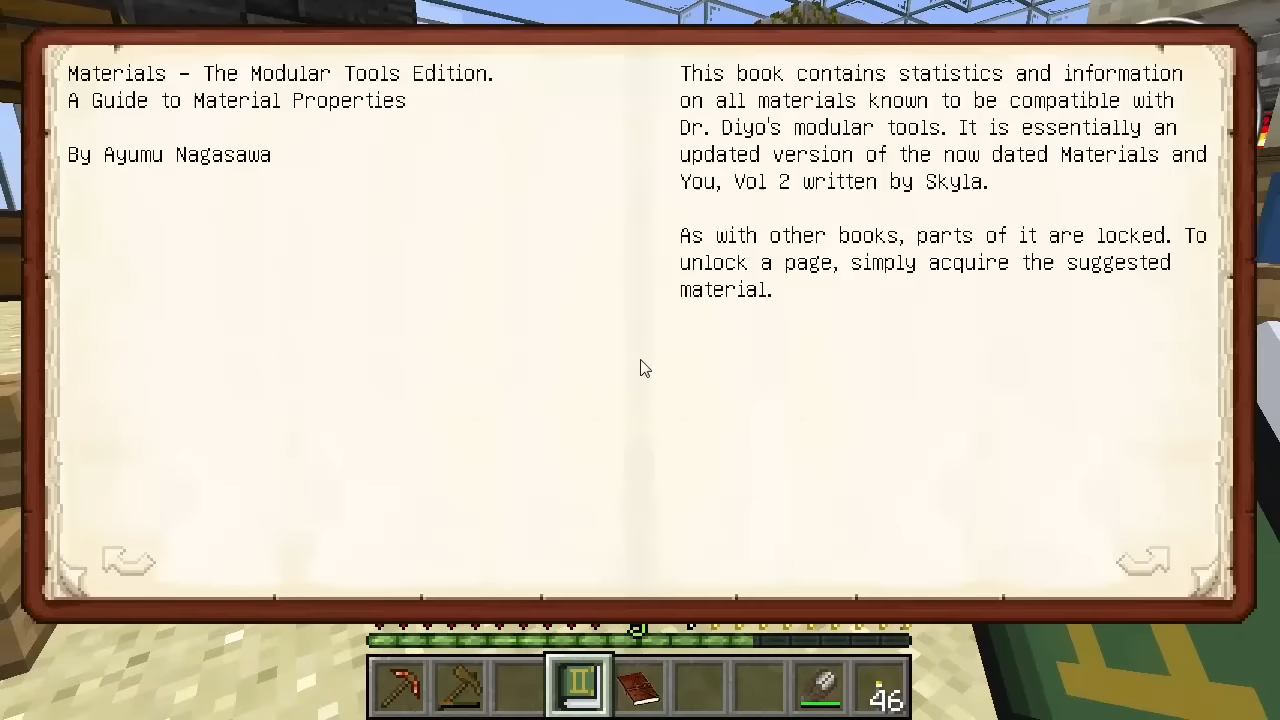 Materials - The Modular Tools Edition.
A Guide to Material Properties
By Ayumu Nagasawa
This book contains statistics and information
on all materials known to be compatible with
Dr. Diyo's modular tools. It is essentially an
updated version of the now dated Materials and
You, Vol 2 written by Skyla.
As with other books, parts of it are locked. To
unlock a page, simply acquire the suggested
material.
II
46